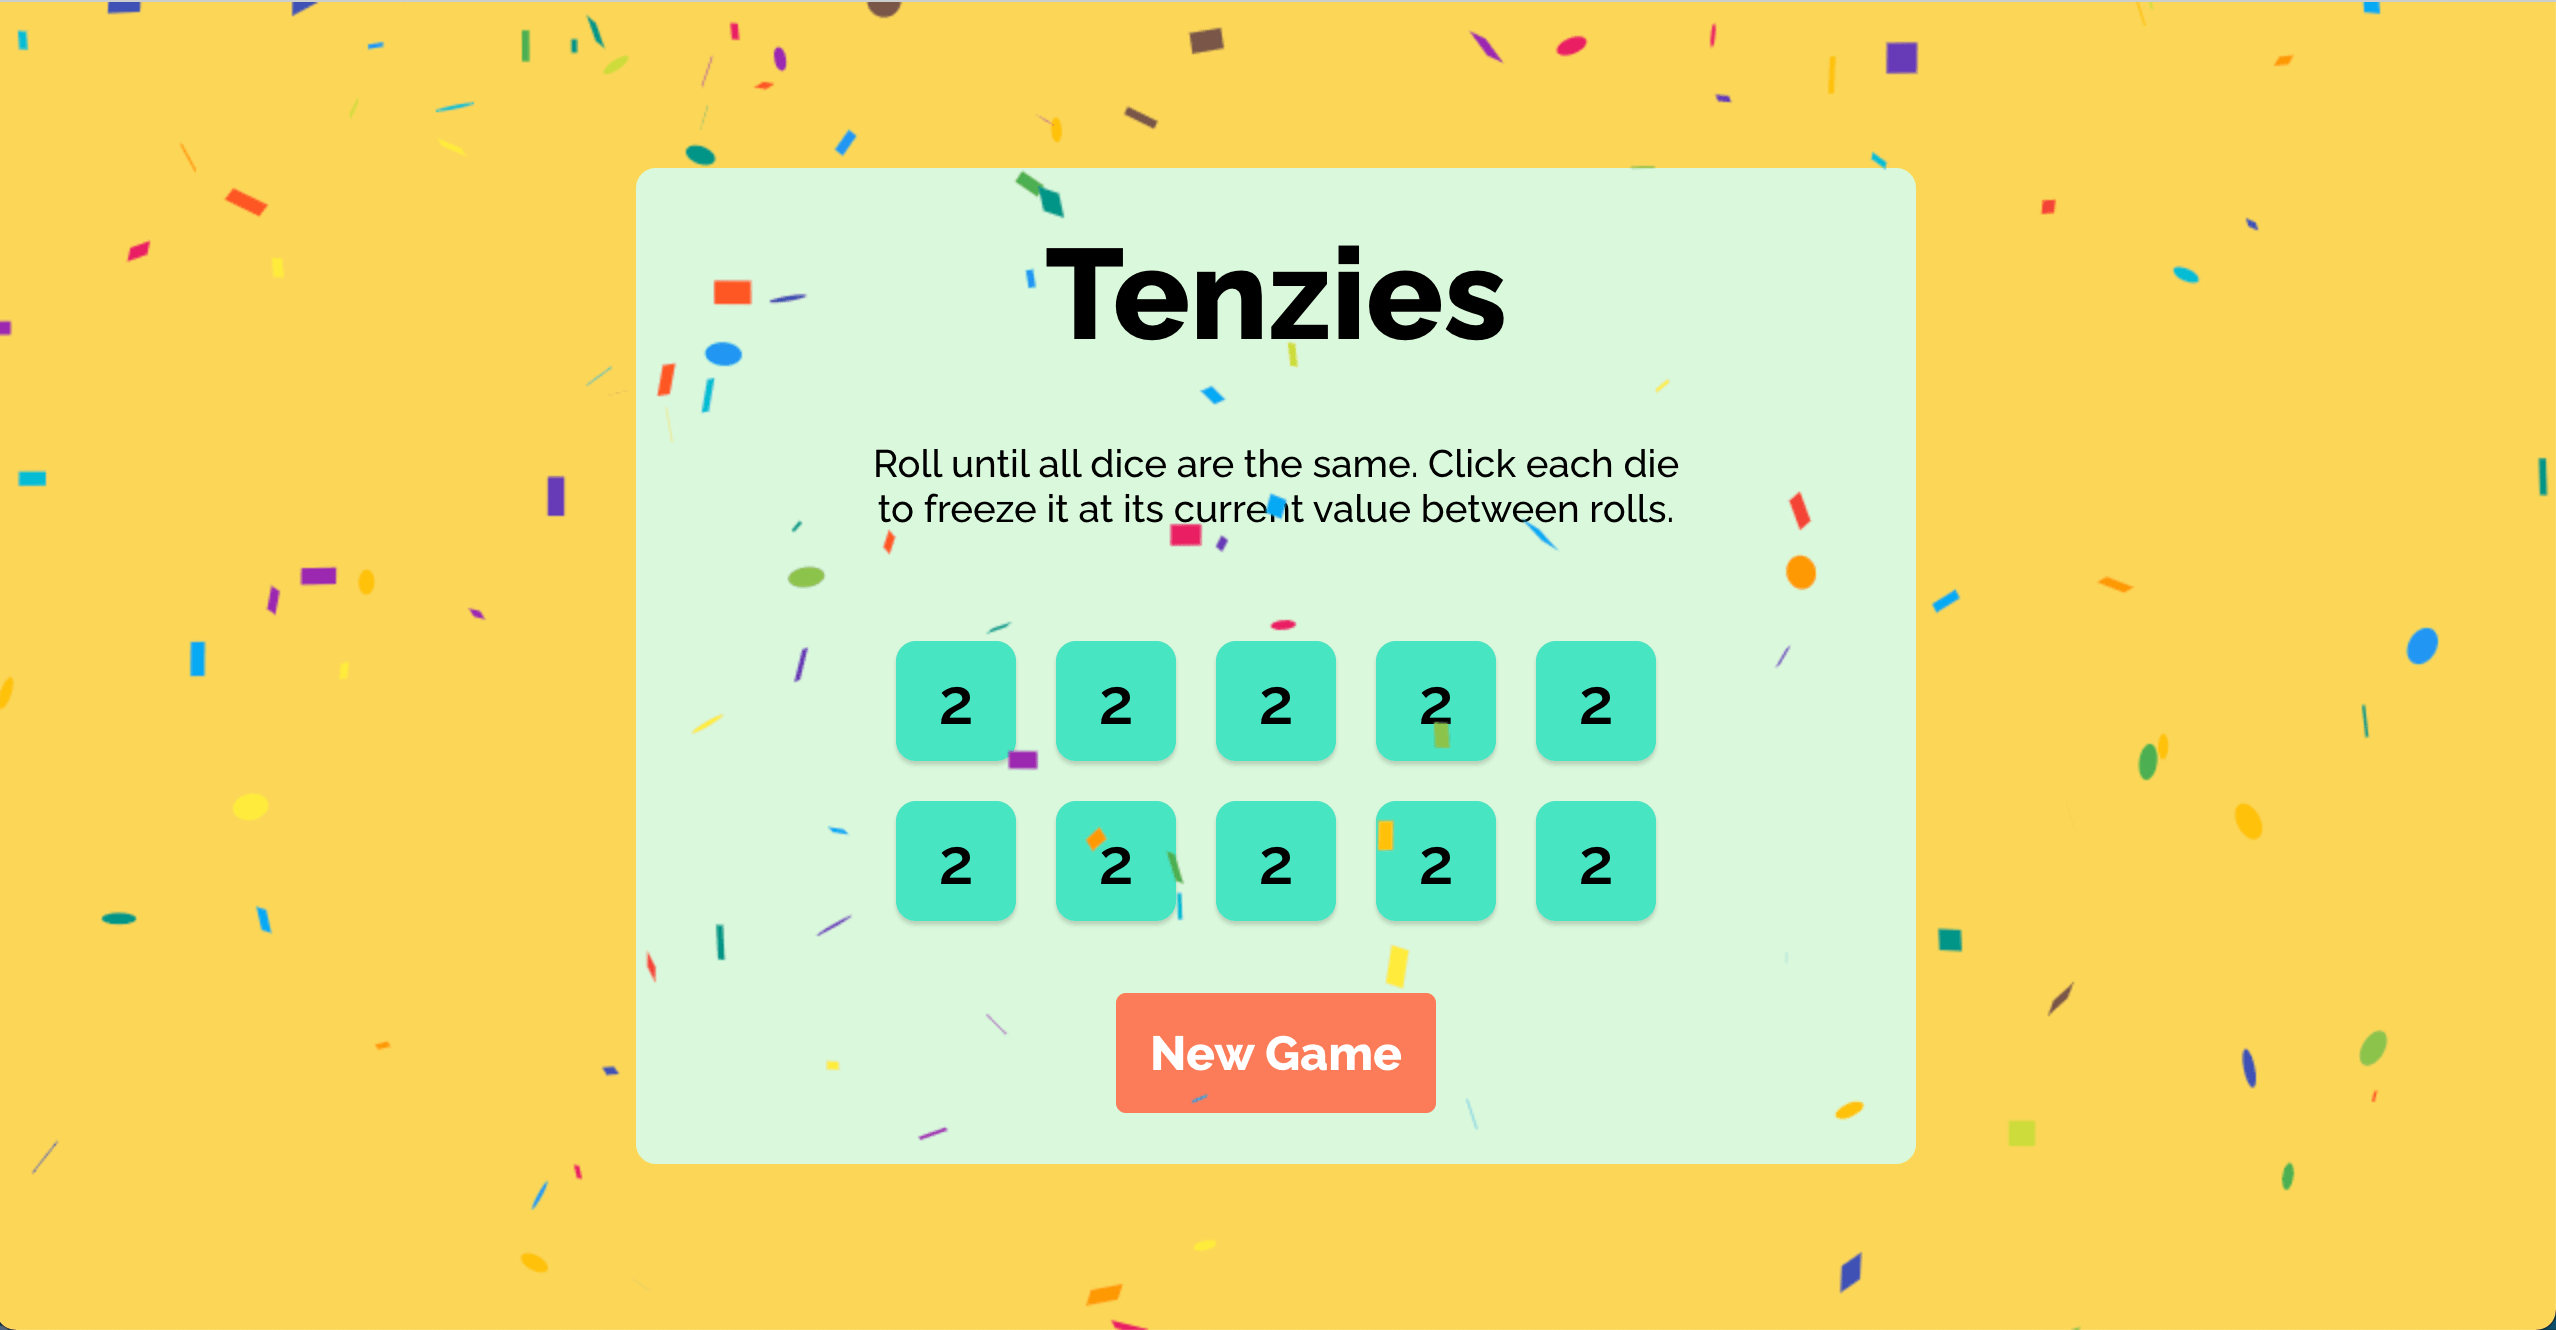 Tenzies
Roll until all dice are the same. Click each die
to freeze it at its current value between rolls.
2 2 2 2 2
2 2 2 2 2
New Game